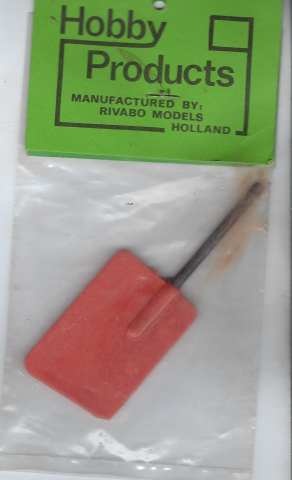 Hobby
Products
MANUFACTURED BY:
RIVABO MODELS
HOLLAND